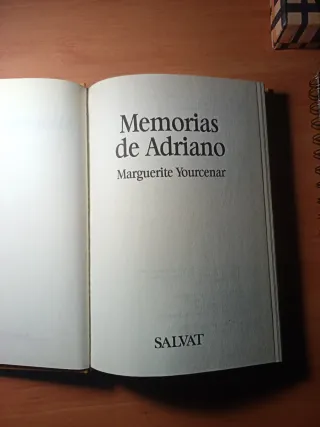 Memorias
de Adriano
Marguerite Yourcenar
SALVAT